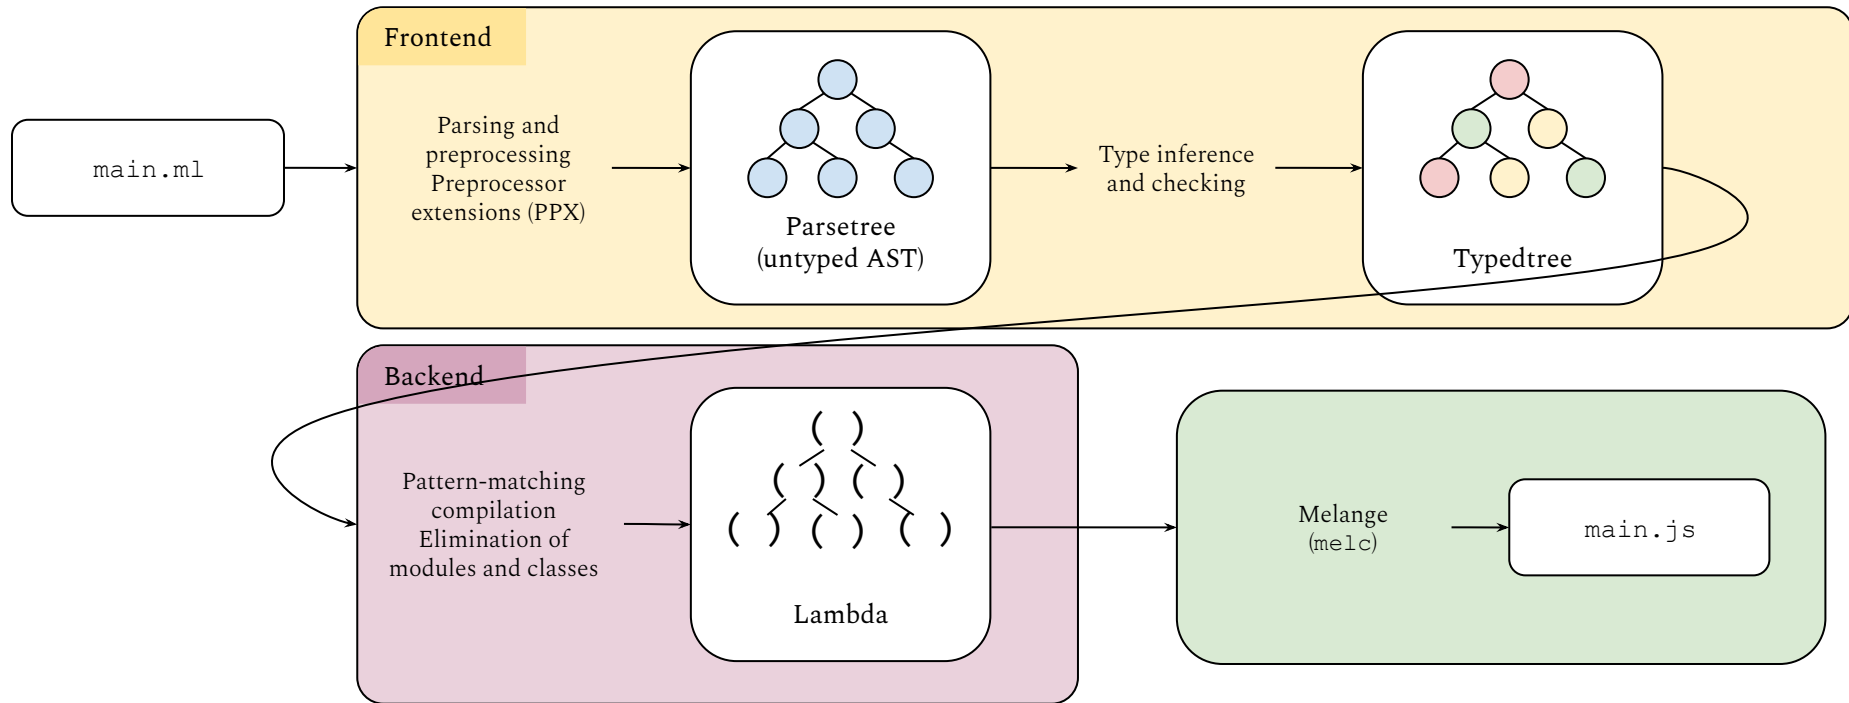 Frontend
main.ml
Parsing and
preprocessing
Preprocessor
extensions (PPX)
Parsetree
(untyped AST)
Type inference
and checking
Typedtree
Backend
Pattern-matching
compilation
Elimination of
modules and classes
( )
( ) ( )
( ) ( ) ( )
Lambda
Melange
(melc)
main.js